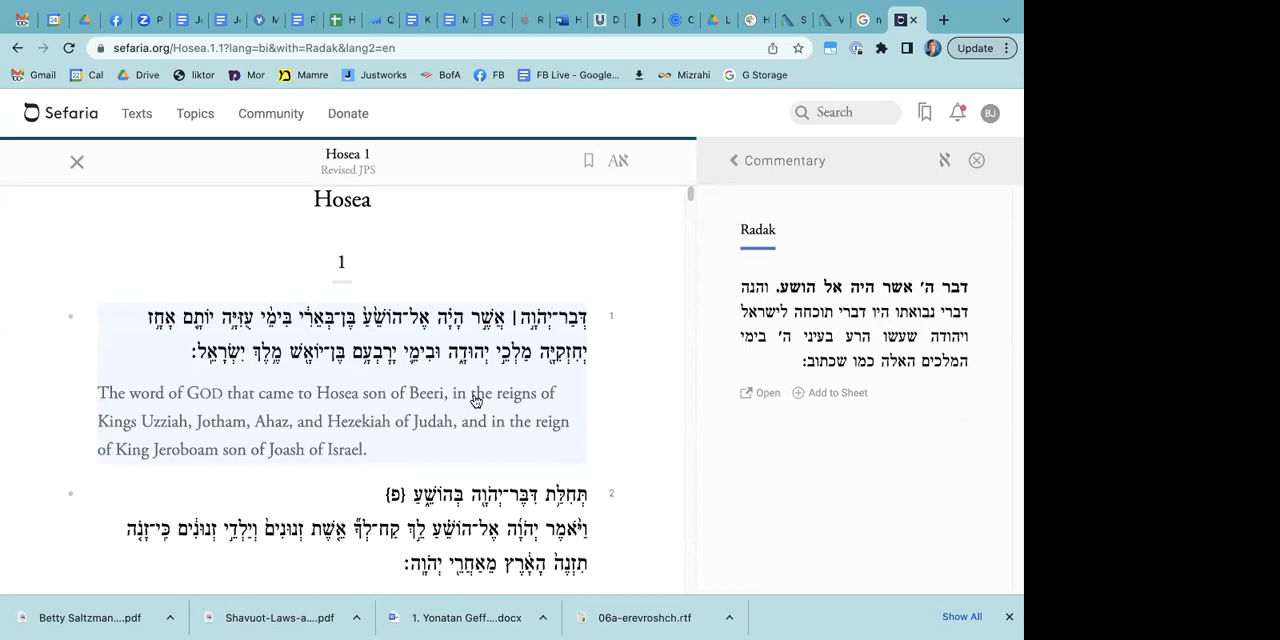 sefaria.org/Hosea.1.1?lang=bi&with=Radak&lang2=en
Update
Gmail Cal Drive liktor Mor Mamre Justworks BofA FB FB Live - Google... Mizrahi G Storage
Sefaria Texts Topics Community Donate Search BJ
Hosea 1
Revised JPS
Commentary
Hosea
1
דְּבַר־יְהֹוָ֣ה ׀ אֲשֶׁ֣ר הָיָ֗ה אֶל־הוֹשֵׁ֙עַ֙ בֶּן־בְּאֵרִ֔י בִּימֵ֨י עֻזִּיָּ֥ה יוֹתָ֛ם אָחָ֥ז
יְחִזְקִיָּ֖ה מַלְכֵ֣י יְהוּדָ֑ה וּבִימֵ֛י יָרׇבְעָ֥ם בֶּן־יוֹאָ֖שׁ מֶ֥לֶךְ יִשְׂרָאֵֽל׃
1
The word of GOD that came to Hosea son of Beeri, in the reigns of
Kings Uzziah, Jotham, Ahaz, and Hezekiah of Judah, and in the reign
of King Jeroboam son of Joash of Israel.
תְּחִלַּ֥ת דִּבֶּר־יְהֹוָ֖ה בְּהוֹשֵׁ֑עַ {פ}
2
וַיֹּ֨אמֶר יְהֹוָ֜ה אֶל־הוֹשֵׁ֗עַ לֵ֣ךְ קַח־לְךָ֞ אֵ֤שֶׁת זְנוּנִים֙ וְיַלְדֵ֣י זְנוּנִ֔ים כִּֽי־זָנֹ֤ה
תִזְנֶה֙ הָאָ֔רֶץ מֵאַחֲרֵ֖י יְהֹוָֽה׃
Radak
דבר ה׳ אשר היה אל הושע. והנה
דברי נבואתו היו דברי תוכחה לישראל
ויהודה שעשו הרע בעיני ה׳ בימי
המלכים האלה כמו שכתוב:
Open Add to Sheet
Betty Saltzman....pdf Shavuot-Laws-a....pdf 1. Yonatan Geff....docx 06a-erevroshch.rtf Show All